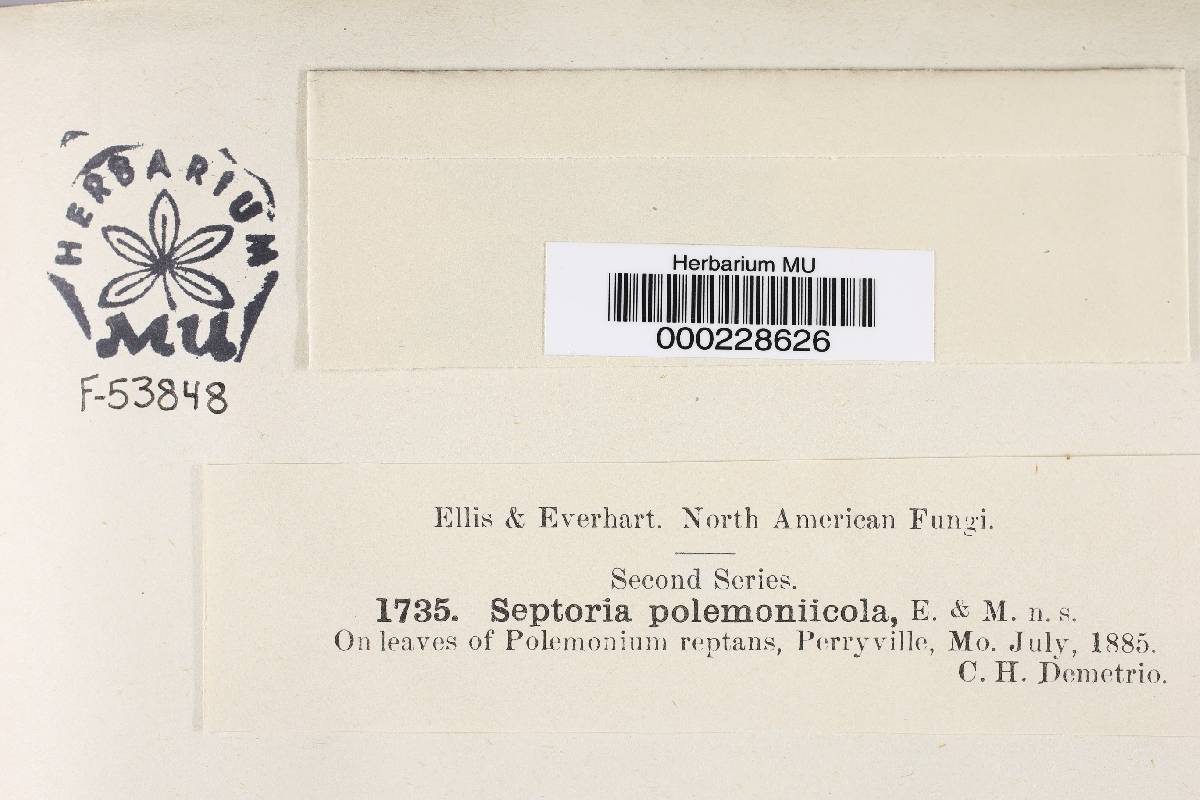 HERBARIUM
MU
F-53848
Herbarium MU
000228626
Ellis & Everhart. North American Fungi.
Second Series.
1735. Septoria polemoniicola, E. & M. n. s.
On leaves of Polemonium reptans, Perryville, Mo. July, 1885.
C. H. Demetrio.